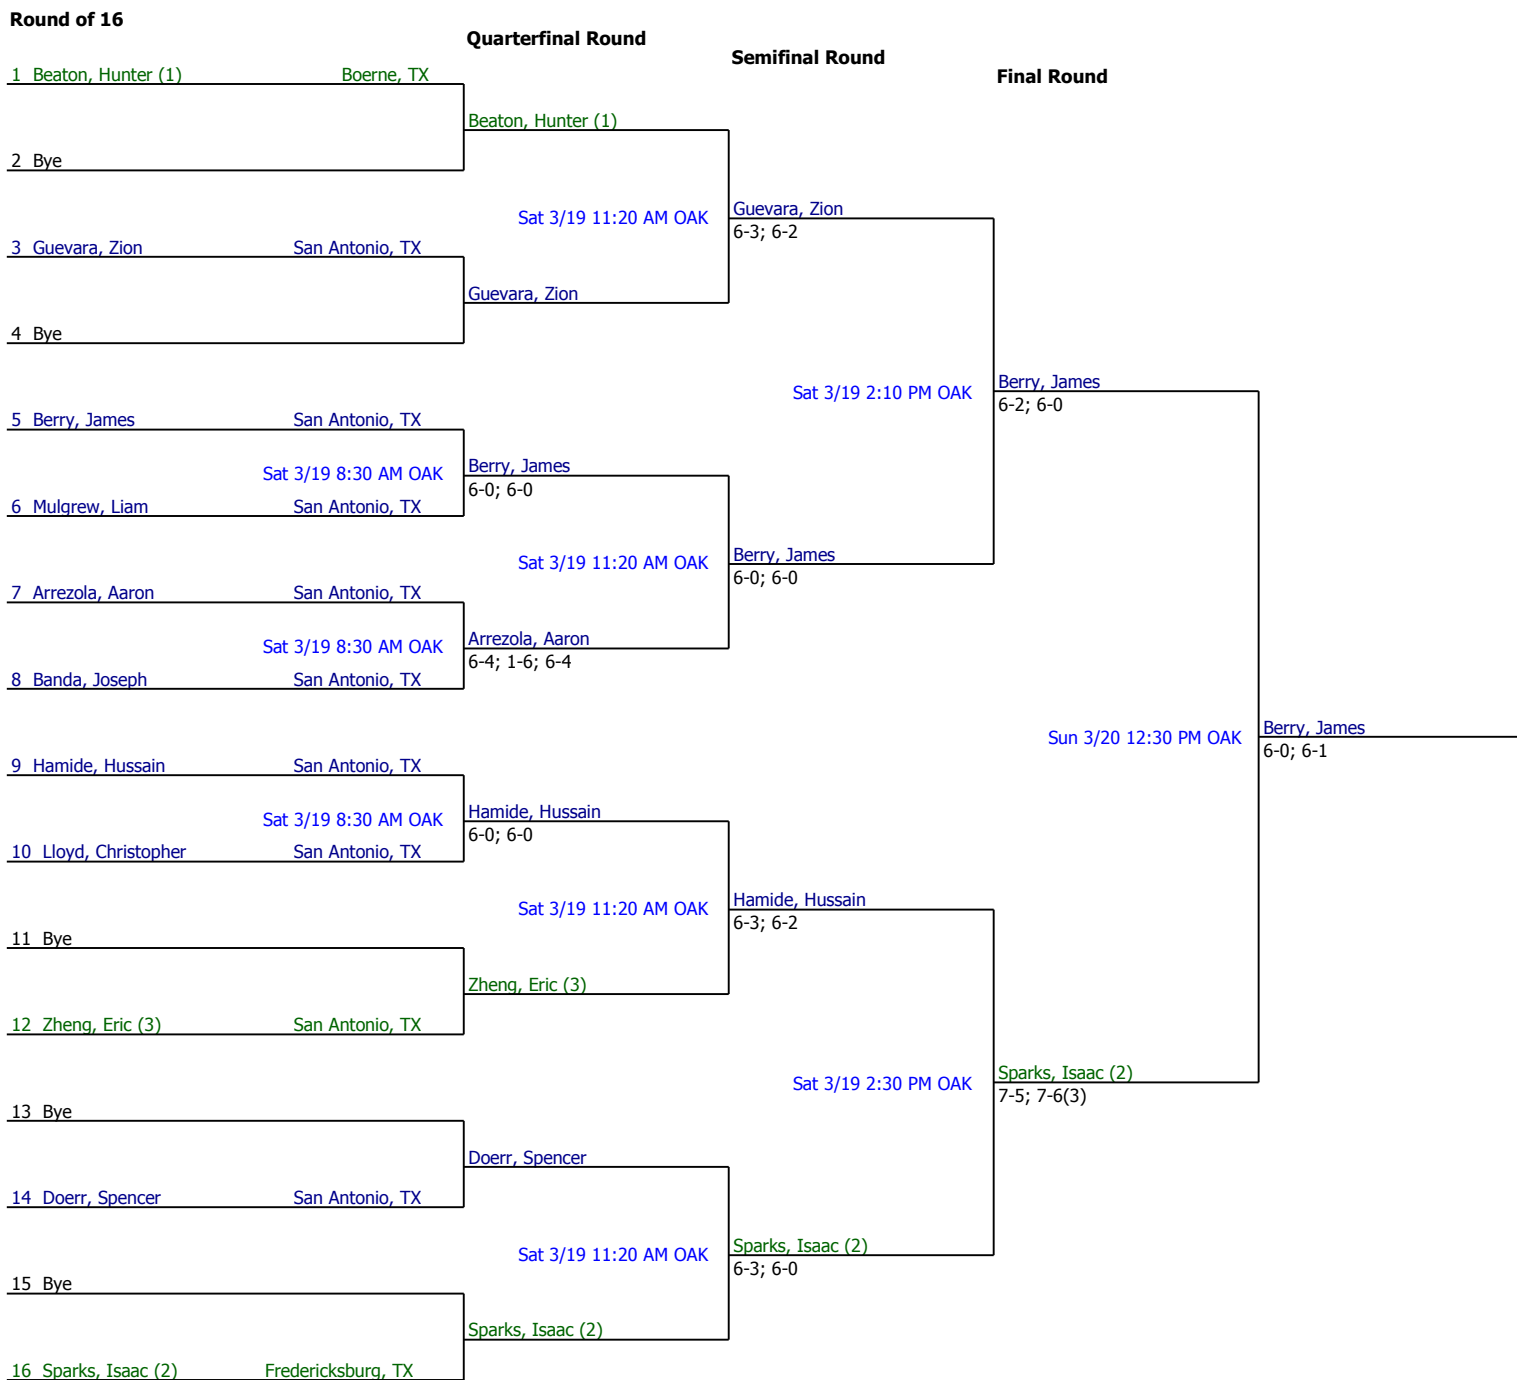 Round of 16
Quarterfinal Round
Semifinal Round
Final Round
1 Beaton, Hunter (1) Boerne, TX
Beaton, Hunter (1)
2 Bye
Sat 3/19 11:20 AM OAK
Guevara, Zion
6-3; 6-2
3 Guevara, Zion San Antonio, TX
Guevara, Zion
4 Bye
Sat 3/19 2:10 PM OAK
Berry, James
6-2; 6-0
5 Berry, James San Antonio, TX
Sat 3/19 8:30 AM OAK
Berry, James
6-0; 6-0
6 Mulgrew, Liam San Antonio, TX
Sat 3/19 11:20 AM OAK
Berry, James
6-0; 6-0
7 Arrezola, Aaron San Antonio, TX
Sat 3/19 8:30 AM OAK
Arrezola, Aaron
6-4; 1-6; 6-4
8 Banda, Joseph San Antonio, TX
Sun 3/20 12:30 PM OAK
Berry, James
6-0; 6-1
9 Hamide, Hussain San Antonio, TX
Sat 3/19 8:30 AM OAK
Hamide, Hussain
6-0; 6-0
10 Lloyd, Christopher San Antonio, TX
Sat 3/19 11:20 AM OAK
Hamide, Hussain
6-3; 6-2
11 Bye
Zheng, Eric (3)
12 Zheng, Eric (3) San Antonio, TX
Sat 3/19 2:30 PM OAK
Sparks, Isaac (2)
7-5; 7-6(3)
13 Bye
Doerr, Spencer
14 Doerr, Spencer San Antonio, TX
Sat 3/19 11:20 AM OAK
Sparks, Isaac (2)
6-3; 6-0
15 Bye
Sparks, Isaac (2)
16 Sparks, Isaac (2) Fredericksburg, TX